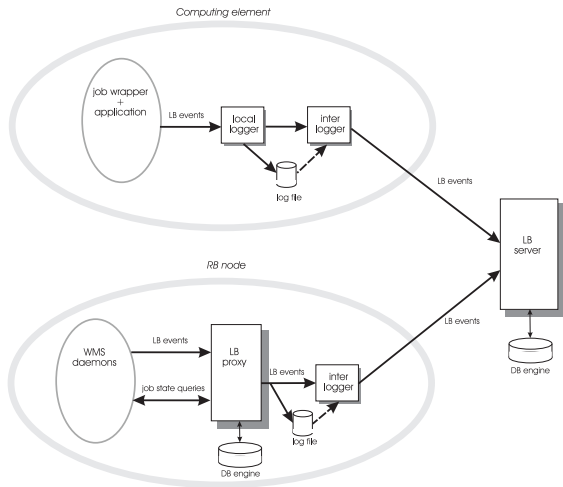 Computing element
job wrapper
+
application
LB events
local
logger
inter
logger
log file
LB events
LB
server
DB engine
RB node
WMS
daemons
LB events
job state queries
LB
proxy
LB events
inter
logger
log file
DB engine
LB events